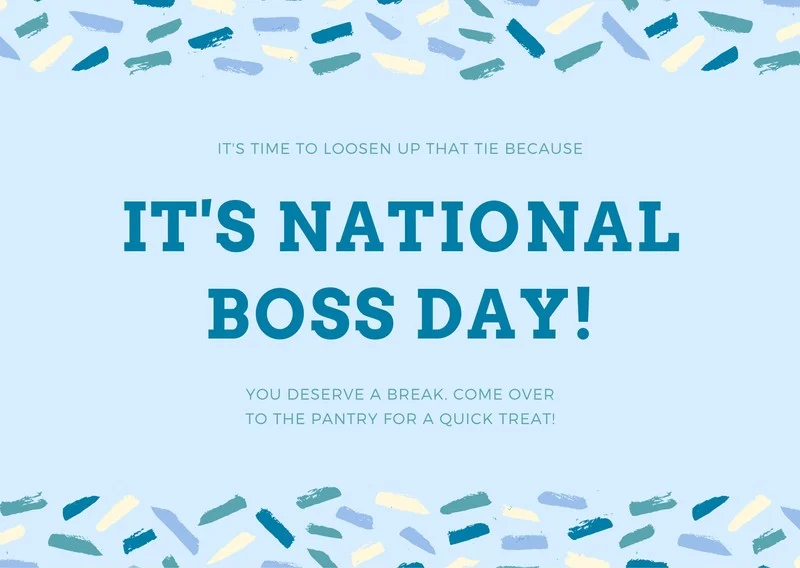 IT'S TIME TO LOOSEN UP THAT TIE BECAUSE
IT'S NATIONAL
BOSS DAY!
YOU DESERVE A BREAK. COME OVER
TO THE PANTRY FOR A QUICK TREAT!